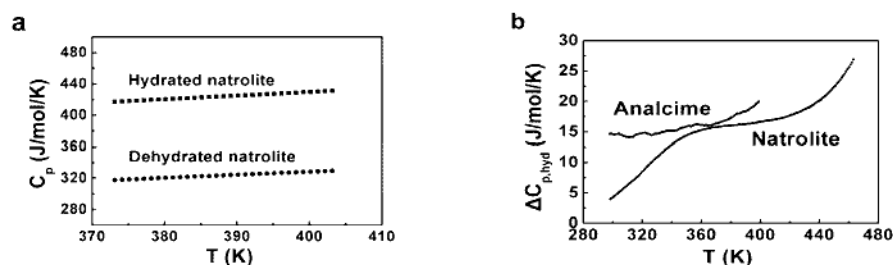 a
C_p (J/mol/K)
480
440
400
360
320
280
Hydrated natrolite
Dehydrated natrolite
370 380 390 400 410
T (K)
b
ΔC_p,hyd (J/mol/K)
30
25
20
15
10
5
0
Analcime
Natrolite
280 320 360 400 440 480
T (K)